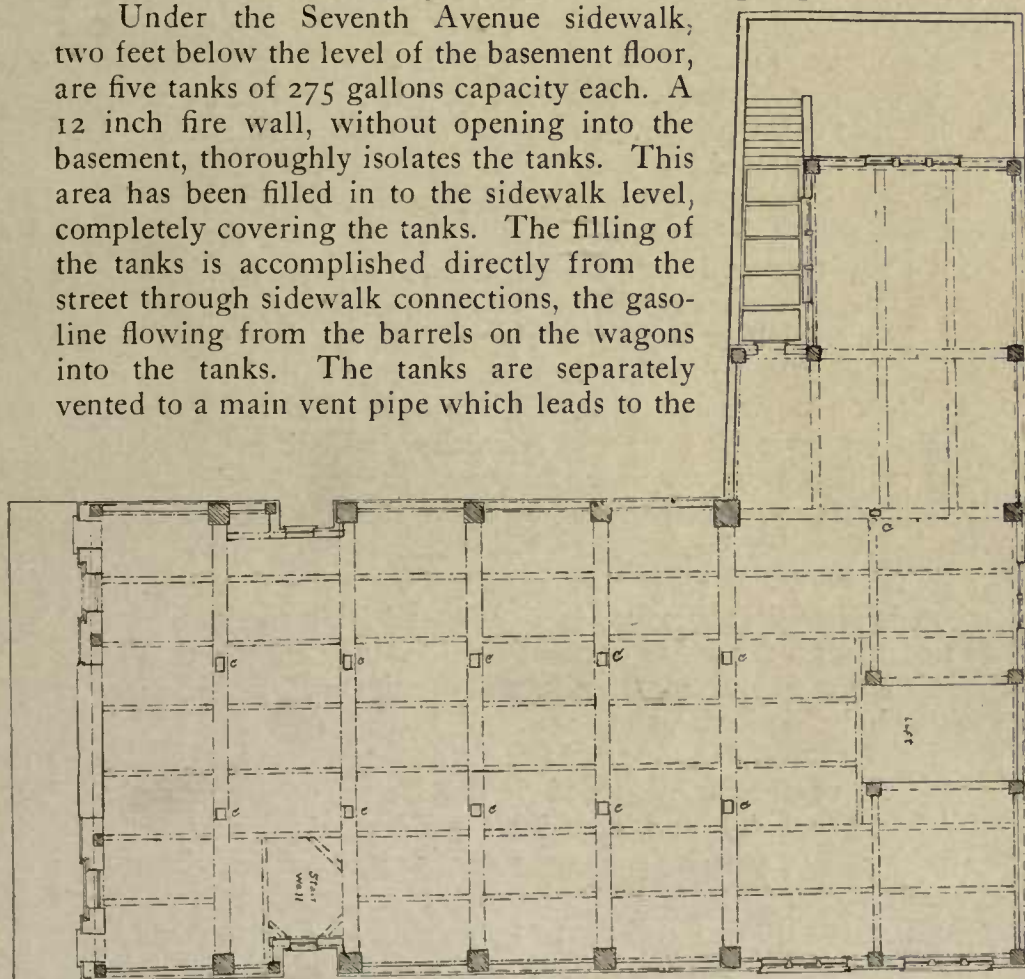 Under the Seventh Avenue sidewalk,
two feet below the level of the basement floor,
are five tanks of 275 gallons capacity each. A
12 inch fire wall, without opening into the
basement, thoroughly isolates the tanks. This
area has been filled in to the sidewalk level,
completely covering the tanks. The filling of
the tanks is accomplished directly from the
street through sidewalk connections, the gaso-
line flowing from the barrels on the wagons
into the tanks. The tanks are separately
vented to a main vent pipe which leads to the
Lift
Stair
Well